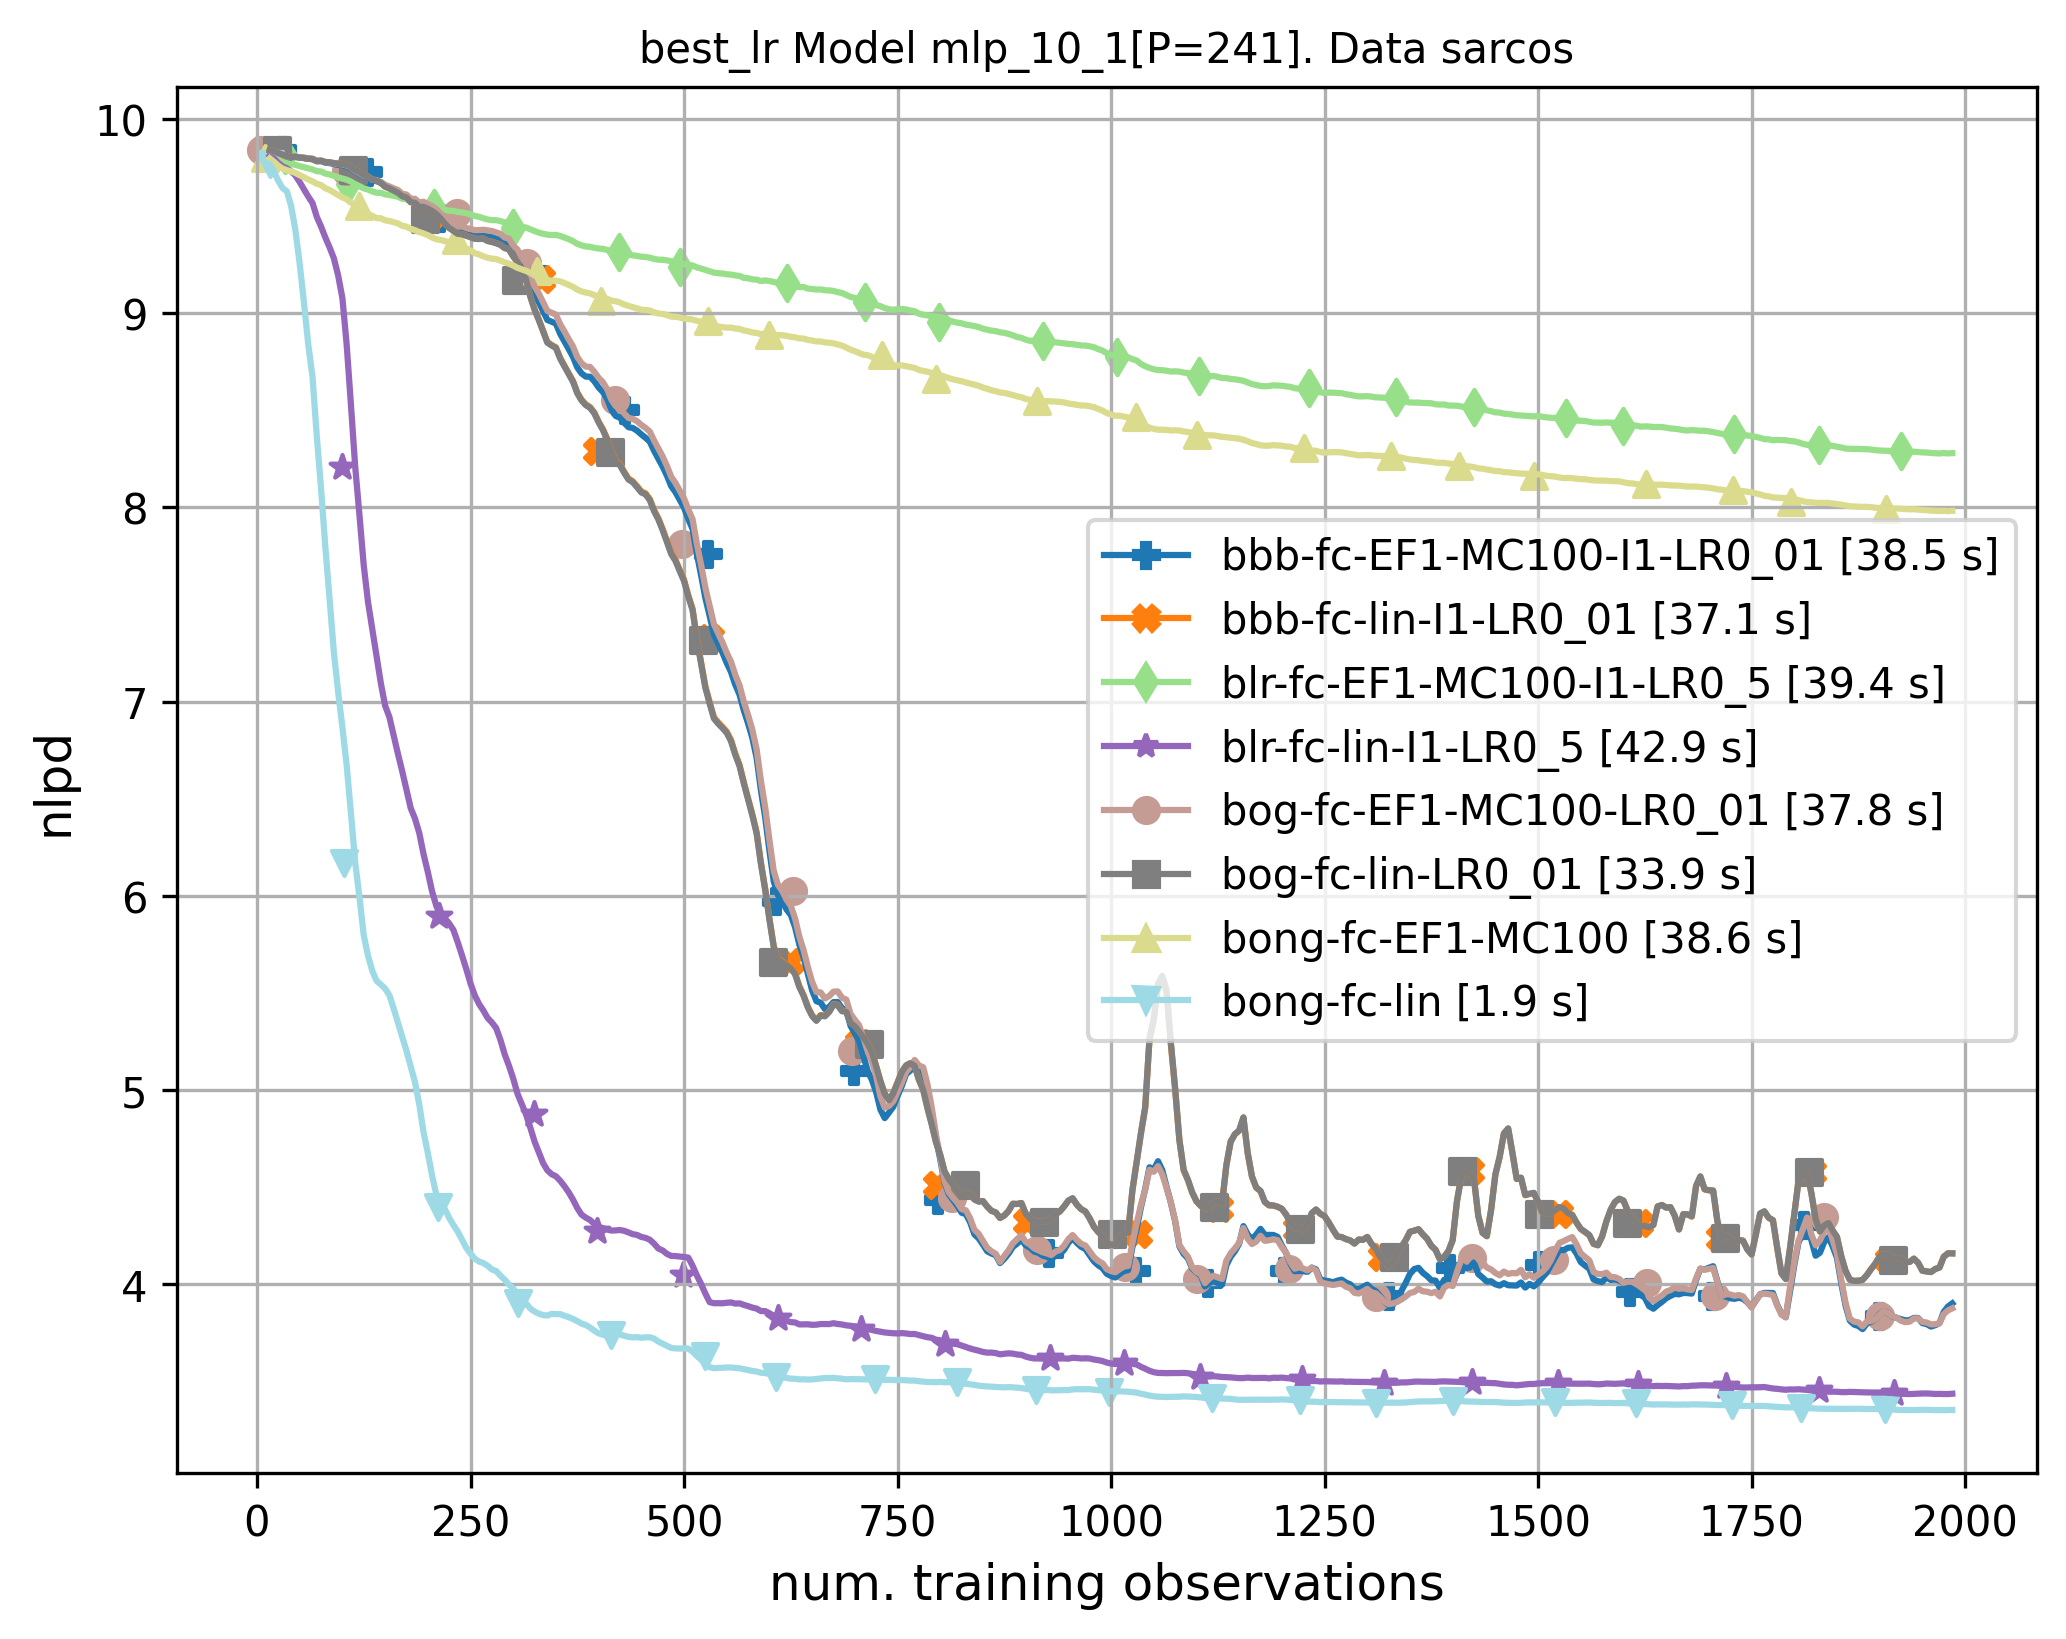 best_lr Model mlp_10_1[P=241]. Data sarcos
10
9
8
7
6
5
4
nlpd
bbb-fc-EF1-MC100-I1-LR0_01 [38.5 s]
bbb-fc-lin-I1-LR0_01 [37.1 s]
blr-fc-EF1-MC100-I1-LR0_5 [39.4 s]
blr-fc-lin-I1-LR0_5 [42.9 s]
bog-fc-EF1-MC100-LR0_01 [37.8 s]
bog-fc-lin-LR0_01 [33.9 s]
bong-fc-EF1-MC100 [38.6 s]
bong-fc-lin [1.9 s]
0 250 500 750 1000 1250 1500 1750 2000
num. training observations